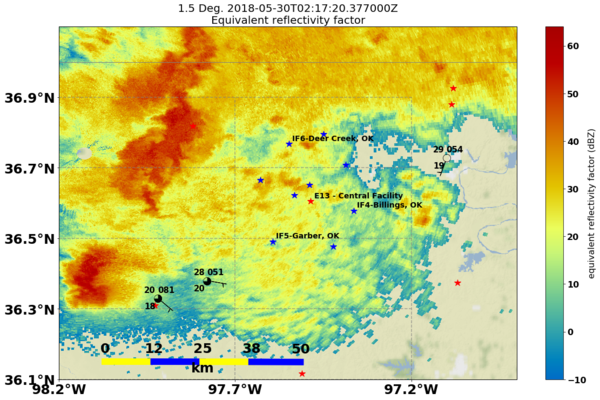 1.5 Deg. 2018-05-30T02:17:20.377000Z
Equivalent reflectivity factor
36.9°N
36.7°N
36.5°N
36.3°N
36.1°N
98.2°W
97.7°W
97.2°W
IF6-Deer Creek, OK
29 054
19
E13 - Central Facility
IF4-Billings, OK
IF5-Garber, OK
28 051
20
20 081
18
0 12 25 38 50
km
60
50
40
30
20
10
0
−10
equivalent reflectivity factor (dBZ)